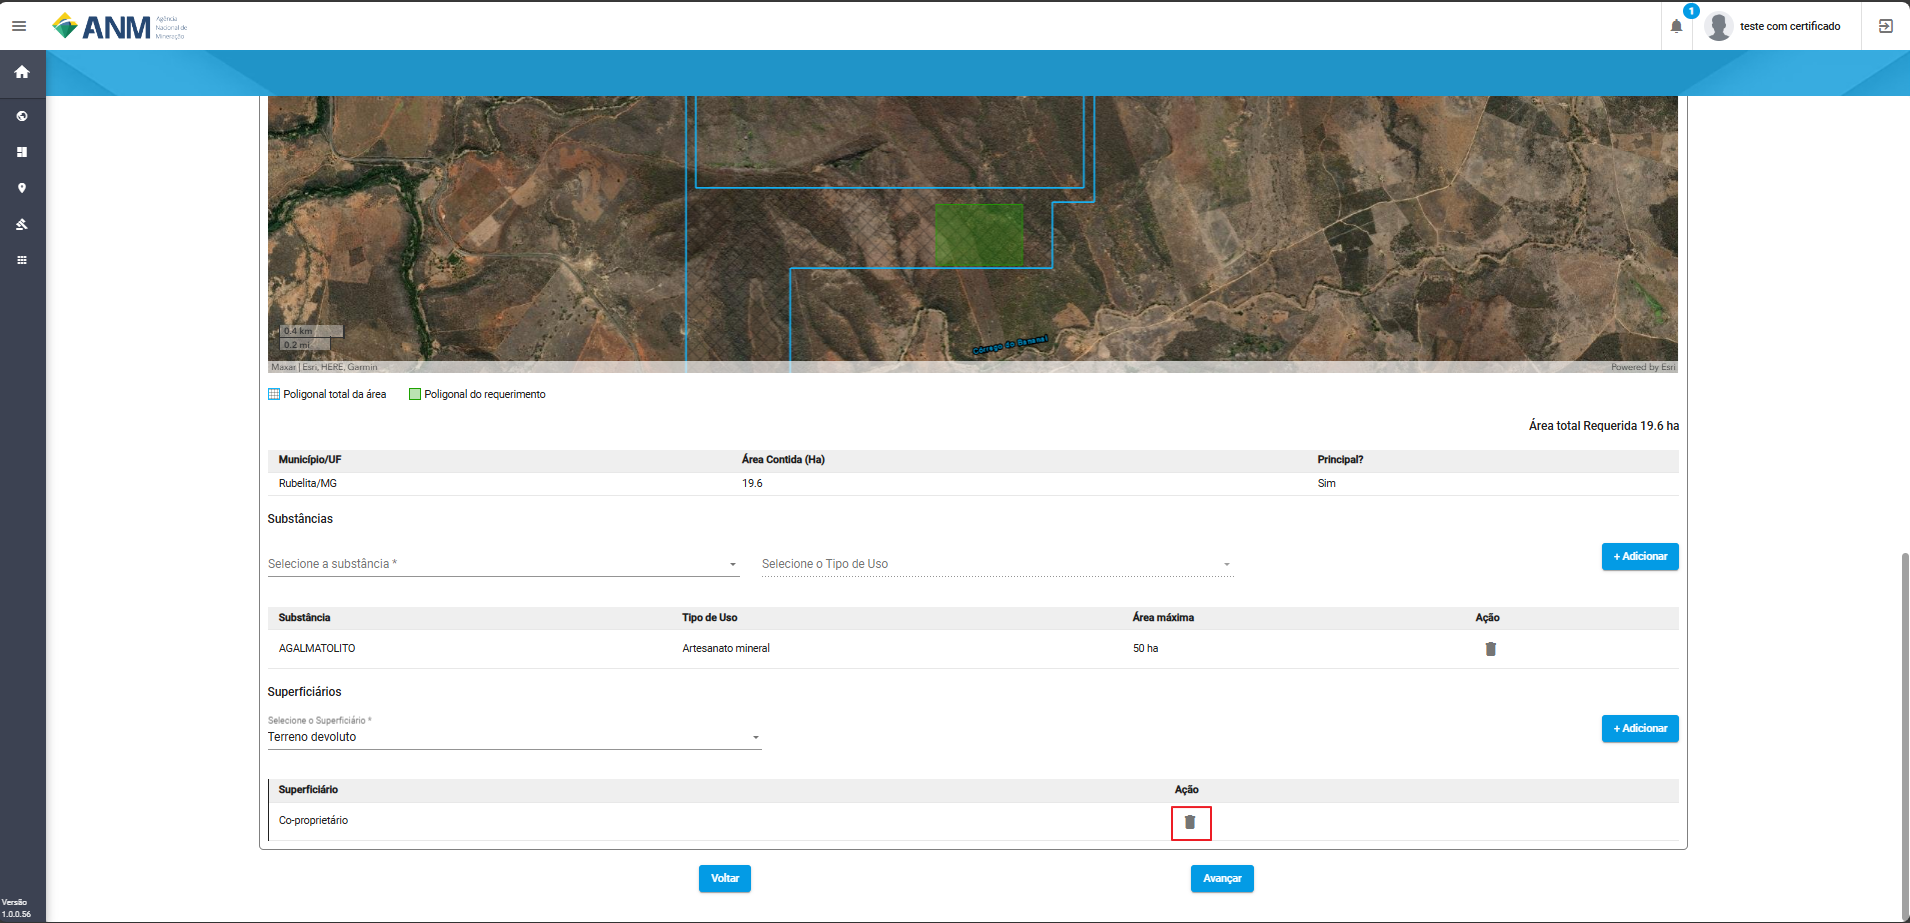 ANM
Agência
Nacional de
Mineração
1
teste com certificado
0.4 km
0.2 mi
Córrego do Bananal
Maxar | Esri, HERE, Garmin
Powered by Esri
Poligonal total da área
Poligonal do requerimento
Área total Requerida 19.6 ha
Município/UF
Área Contida (Ha)
Principal?
Rubelita/MG
19.6
Sim
Substâncias
Selecione a substância *
Selecione o Tipo de Uso
+ Adicionar
Substância
Tipo de Uso
Área máxima
Ação
AGALMATOLITO
Artesanato mineral
50 ha
Superficiários
Selecione o Superficiário *
Terreno devoluto
+ Adicionar
Superficiário
Ação
Co-proprietário
Voltar
Avançar
Versão
1.0.0.56